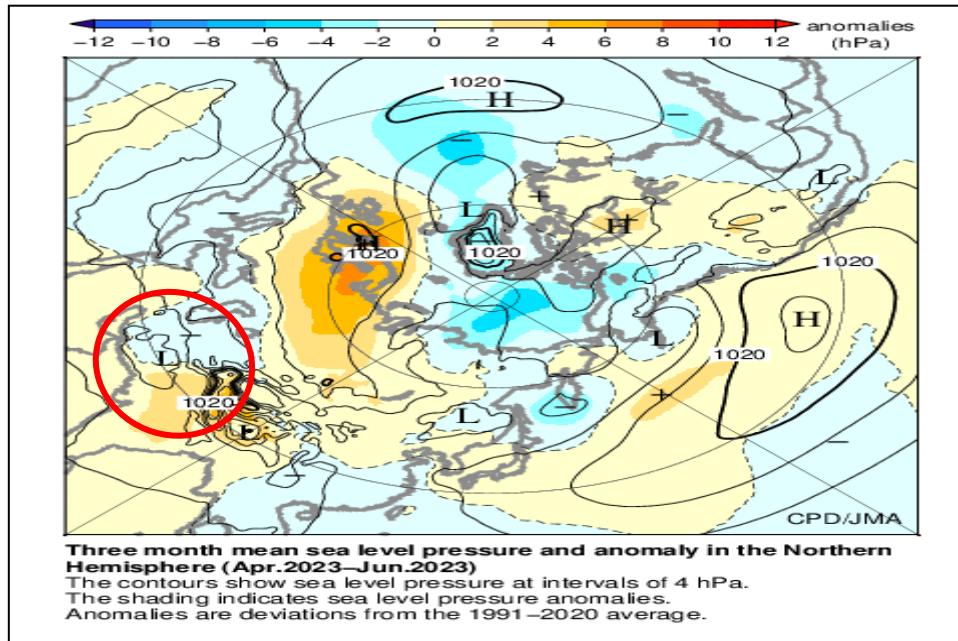 −12 −10 −8 −6 −4 −2 0 2 4 6 8 10 12 anomalies
(hPa)
1020
H
−
−
−
L
L
+
−
H
+
H
1020
1020
1020
H
−
L
1020
L
L
1020
+
L
−
−
−
CPD/JMA
Three month mean sea level pressure and anomaly in the Northern
Hemisphere (Apr.2023−Jun.2023)
The contours show sea level pressure at intervals of 4 hPa.
The shading indicates sea level pressure anomalies.
Anomalies are deviations from the 1991−2020 average.